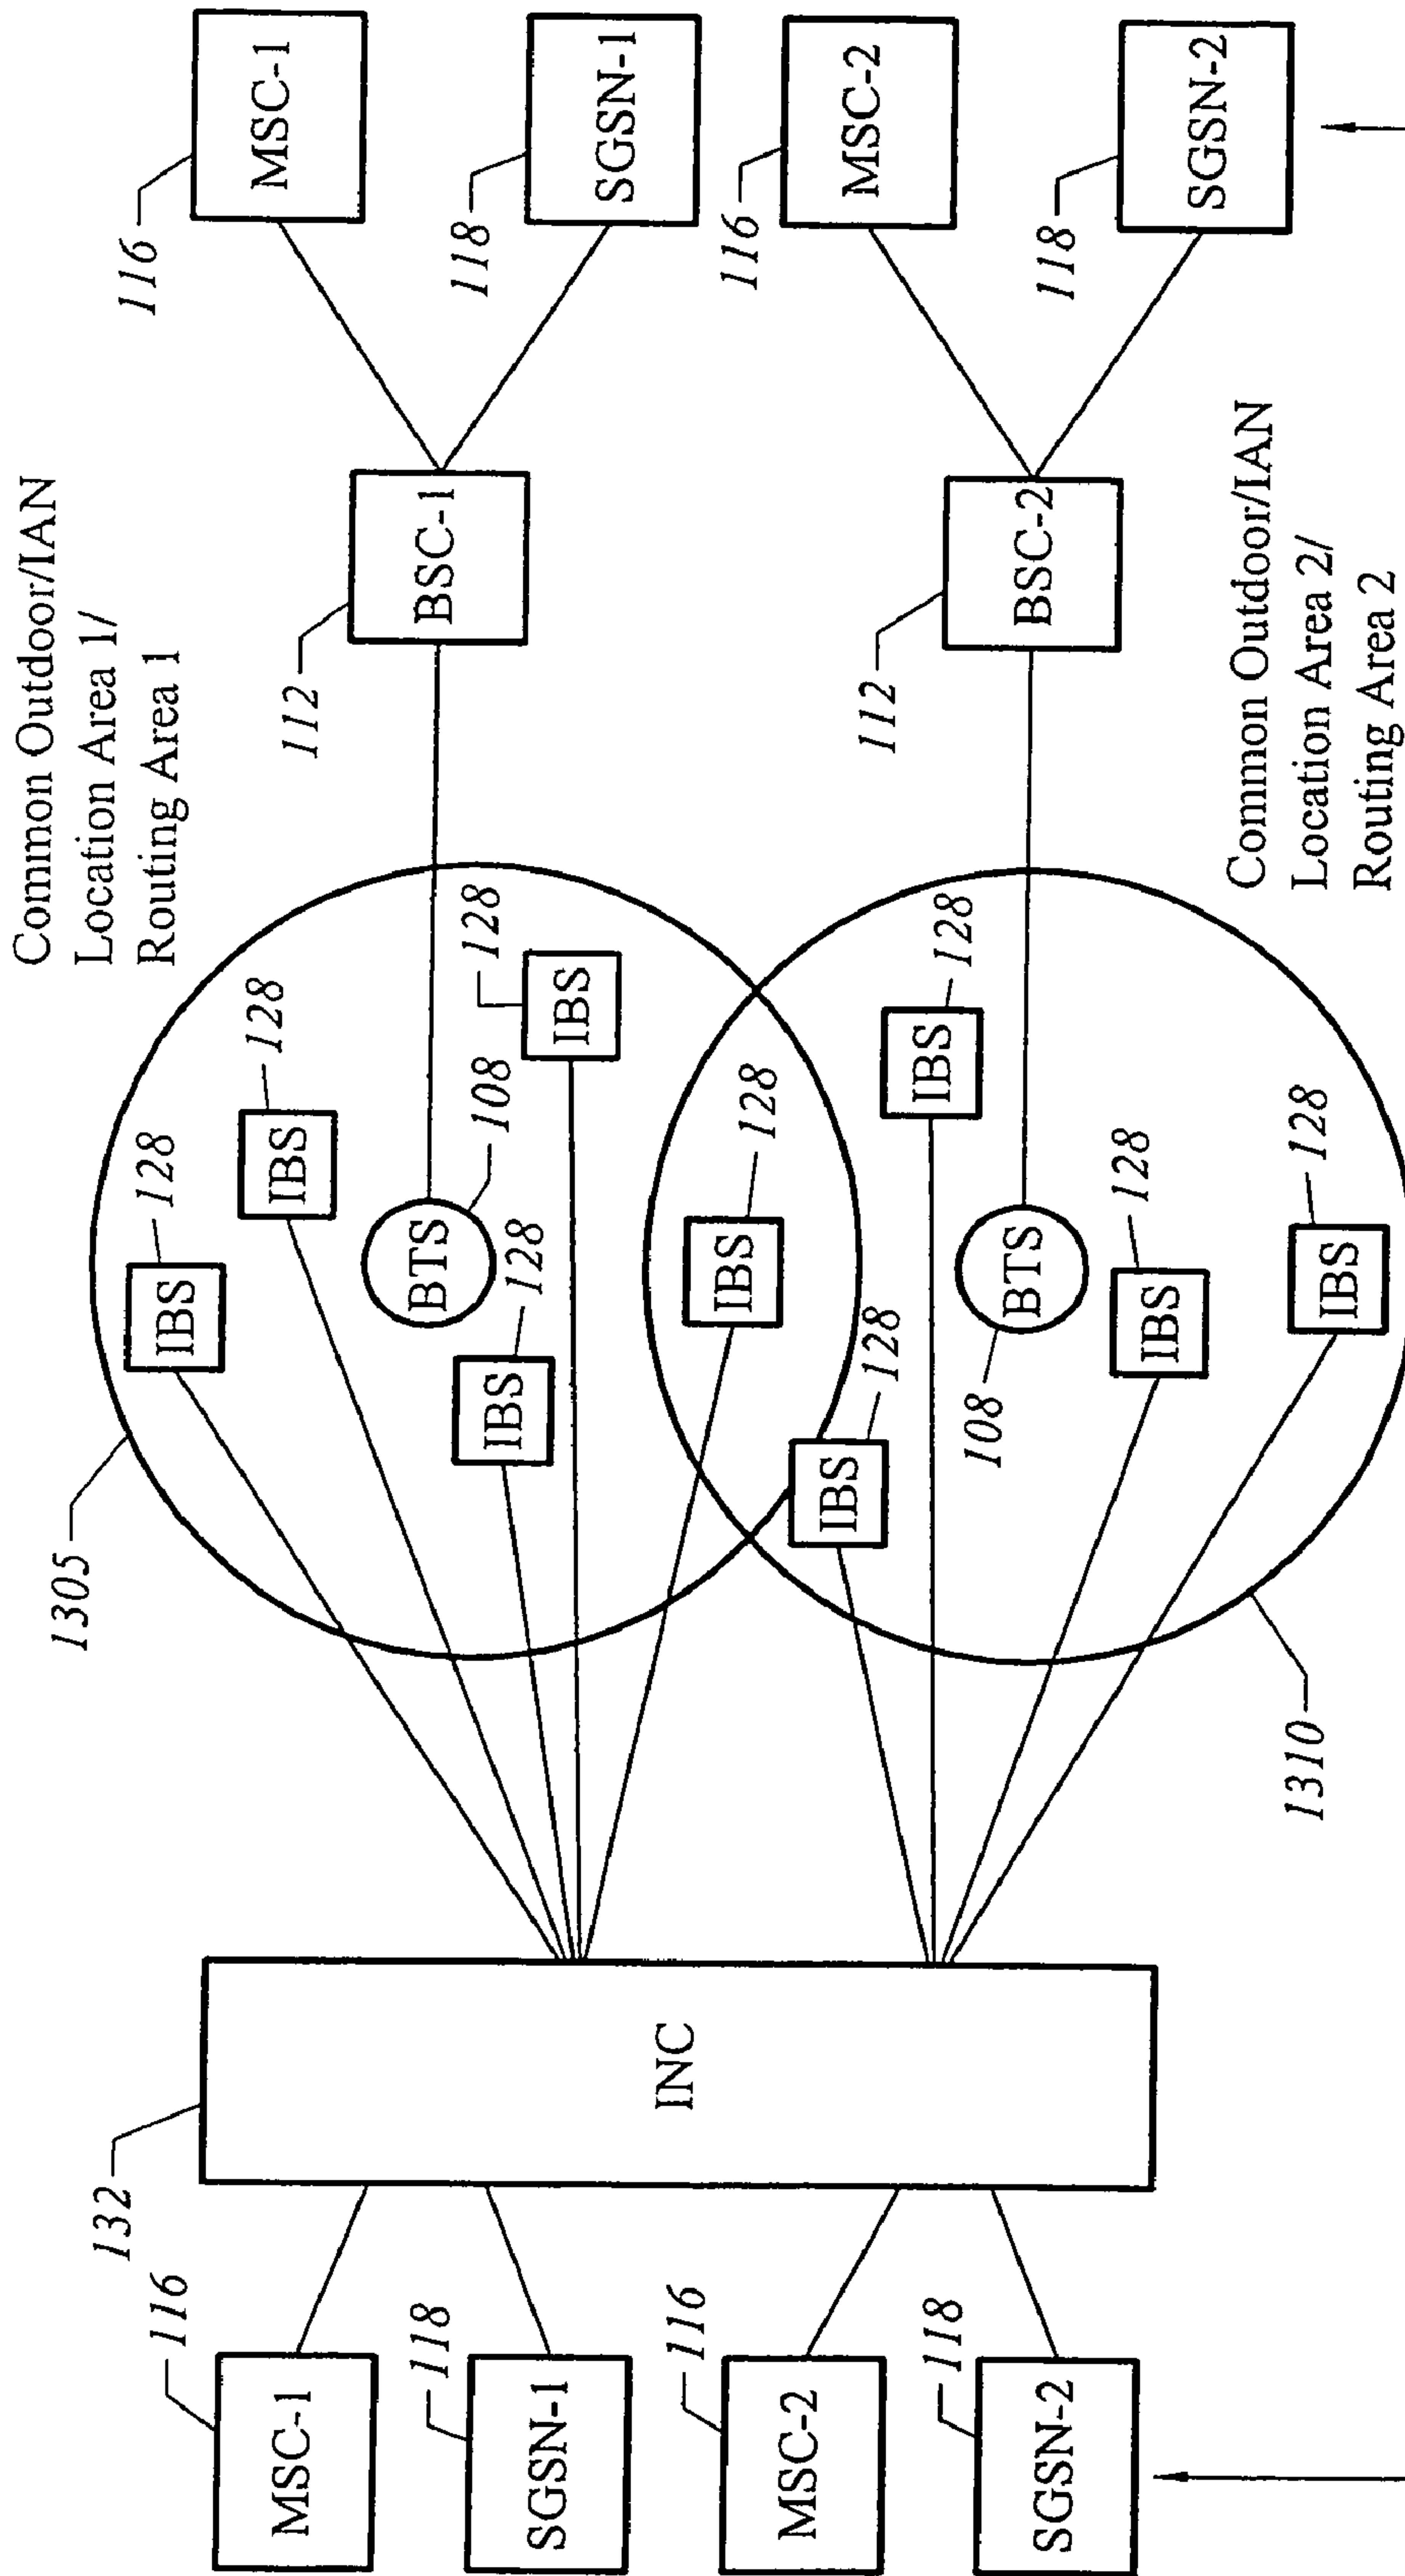 Common Outdoor/IAN
Location Area 1/
Routing Area 1
132
116
MSC-1
118
SGSN-1
116
MSC-2
118
SGSN-2
INC
1305
1310
IBS
128
IBS
128
BTS
108
IBS
128
IBS
128
IBS
128
IBS
128
IBS
128
BTS
108
IBS
128
IBS
128
112
BSC-1
112
BSC-2
116
MSC-1
118
SGSN-1
116
MSC-2
118
SGSN-2
Common Outdoor/IAN
Location Area 2/
Routing Area 2